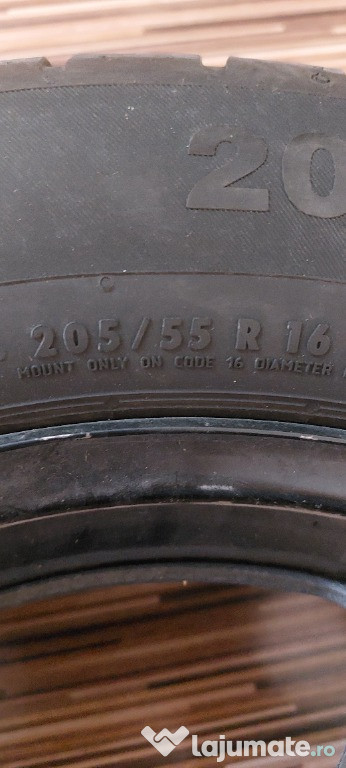 20
205/55 R 16
MOUNT ONLY ON CODE 16 DIAMETER
lajumate.ro